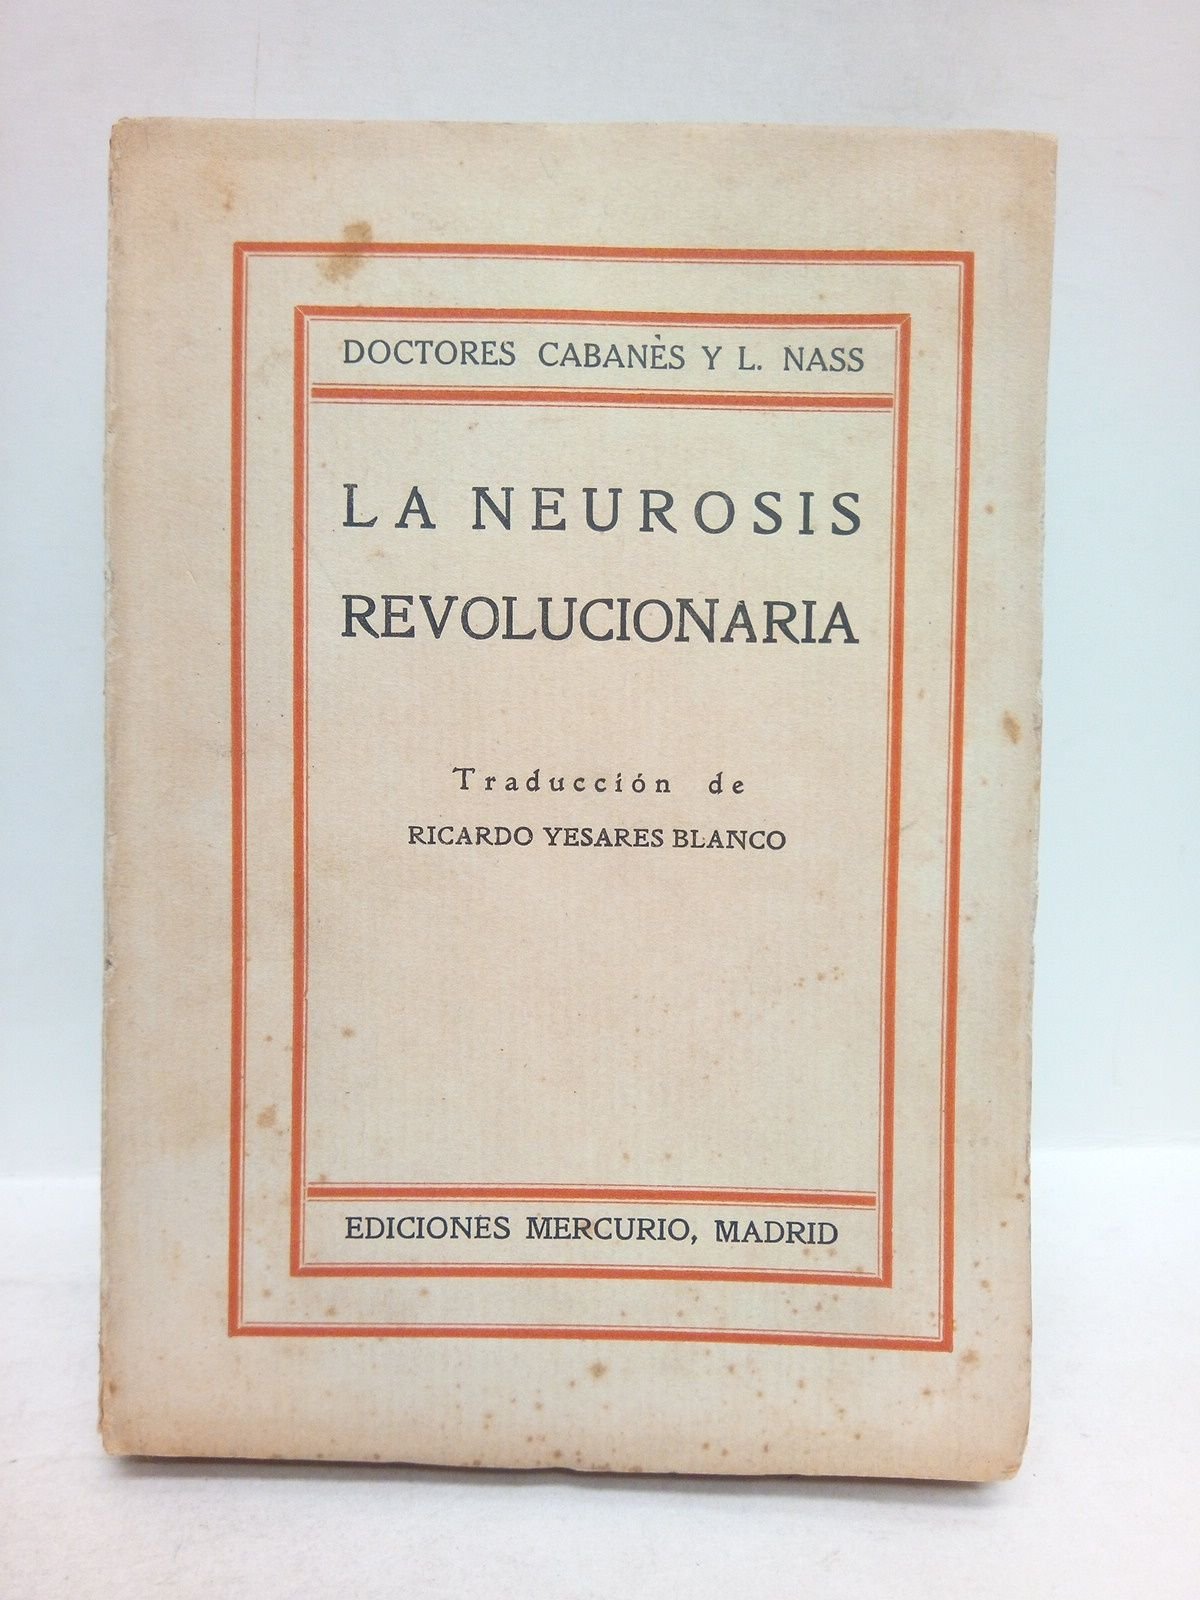 DOCTORES CABANÈS Y L. NASS
LA NEUROSIS
REVOLUCIONARIA
Traducción de
RICARDO YESARES BLANCO
EDICIONES MERCURIO, MADRID